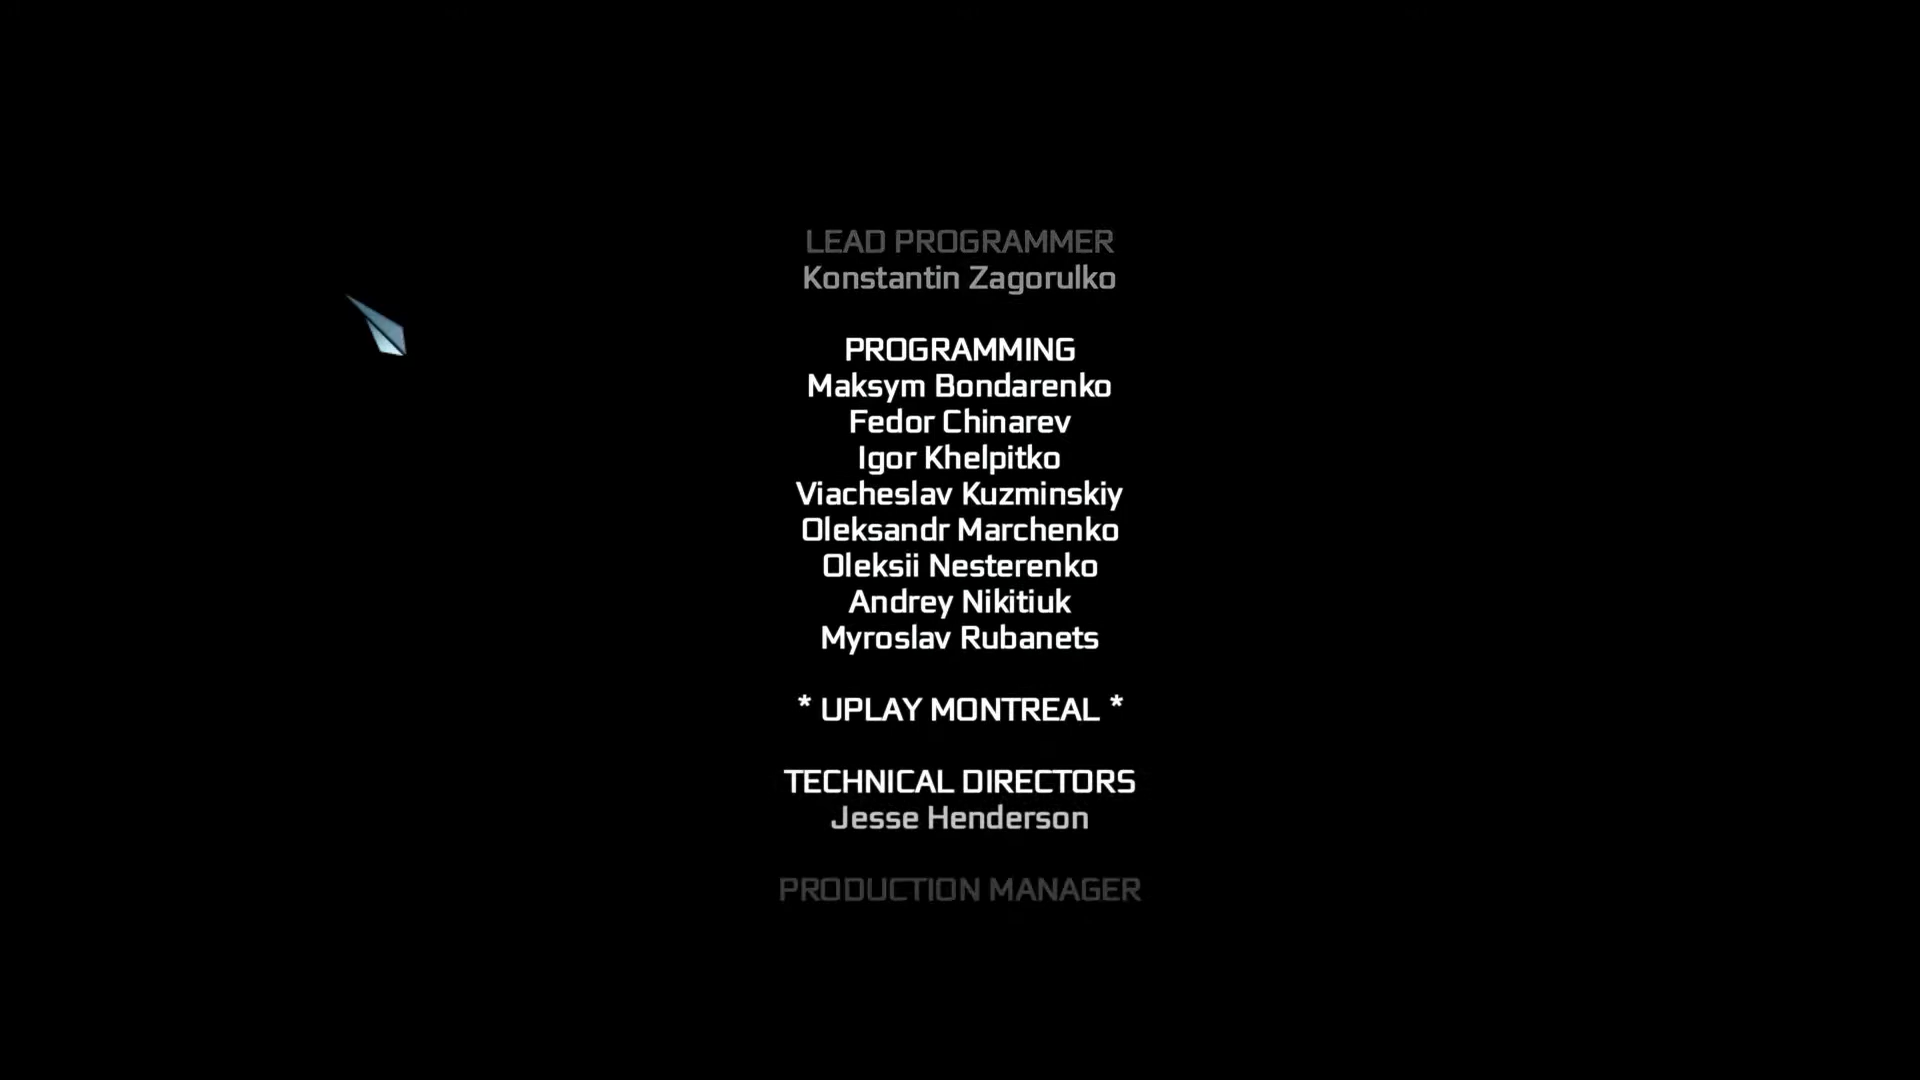 LEAD PROGRAMMER
Konstantin Zagorulko
PROGRAMMING
Maksym Bondarenko
Fedor Chinarev
Igor Khelpitko
Viacheslav Kuzminskiy
Oleksandr Marchenko
Oleksii Nesterenko
Andrey Nikitiuk
Myroslav Rubanets
* UPLAY MONTREAL *
TECHNICAL DIRECTORS
Jesse Henderson
PRODUCTION MANAGER